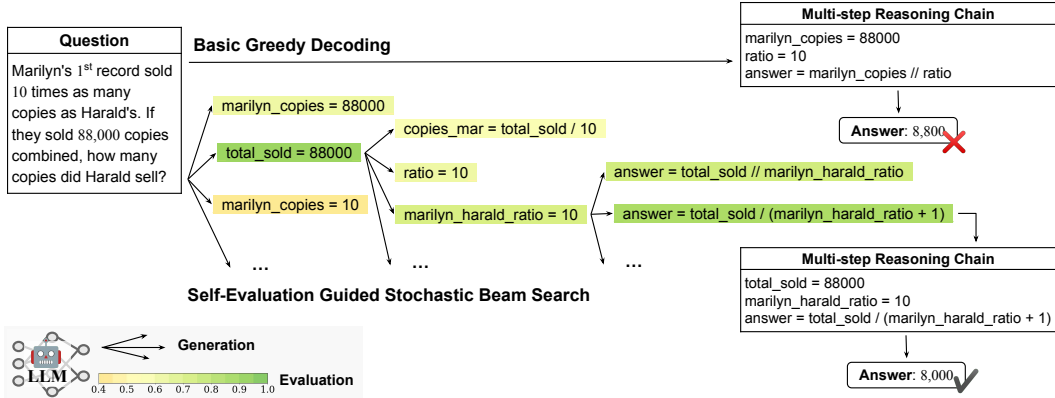 Question
Marilyn's 1st record sold
10 times as many
copies as Harald's. If
they sold 88,000 copies
combined, how many
copies did Harald sell?
Basic Greedy Decoding
Multi-step Reasoning Chain
marilyn_copies = 88000
ratio = 10
answer = marilyn_copies // ratio
Answer: 8,800
marilyn_copies = 88000
total_sold = 88000
marilyn_copies = 10
...
copies_mar = total_sold / 10
ratio = 10
marilyn_harald_ratio = 10
...
answer = total_sold // marilyn_harald_ratio
answer = total_sold / (marilyn_harald_ratio + 1)
...
Self-Evaluation Guided Stochastic Beam Search
Multi-step Reasoning Chain
total_sold = 88000
marilyn_harald_ratio = 10
answer = total_sold / (marilyn_harald_ratio + 1)
Answer: 8,000
LLM
Generation
Evaluation
0.4 0.5 0.6 0.7 0.8 0.9 1.0